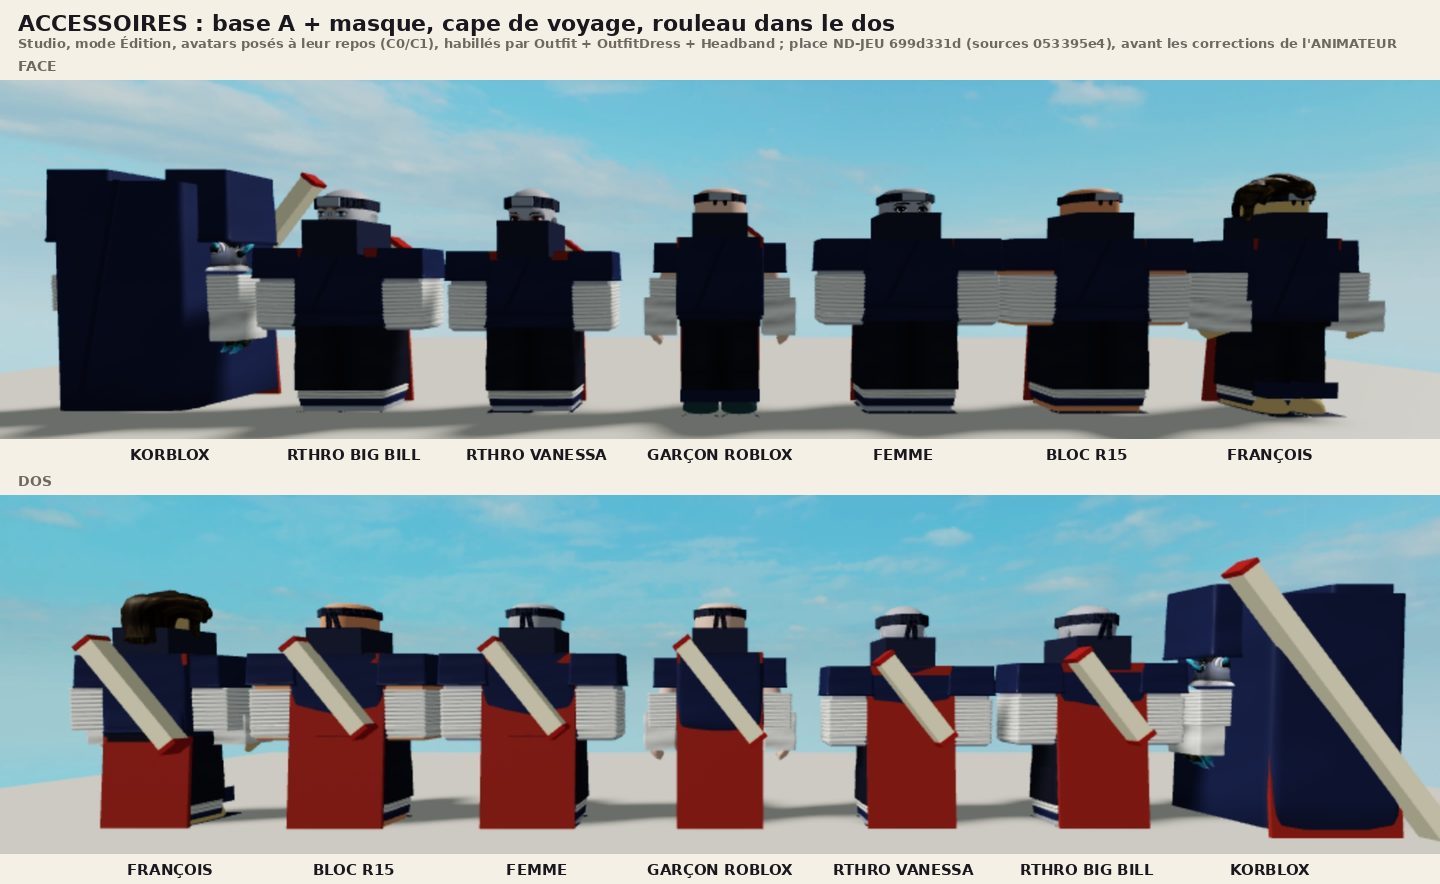 ACCESSOIRES : base A + masque, cape de voyage, rouleau dans le dos
Studio, mode Édition, avatars posés à leur repos (C0/C1), habillés par Outfit + OutfitDress + Headband ; place ND-JEU 699d331d (sources 053395e4), avant les corrections de l'ANIMATEUR
FACE
KORBLOX RTHRO BIG BILL RTHRO VANESSA GARÇON ROBLOX FEMME BLOC R15 FRANÇOIS
DOS
FRANÇOIS BLOC R15 FEMME GARÇON ROBLOX RTHRO VANESSA RTHRO BIG BILL KORBLOX